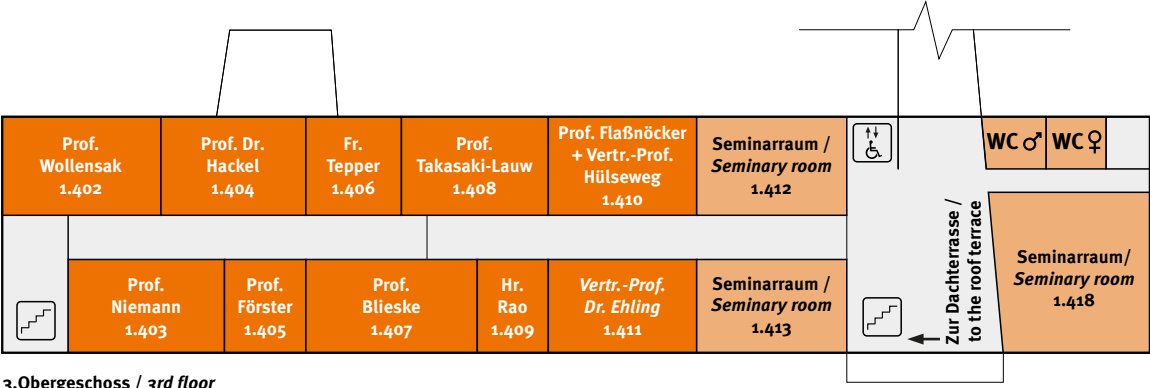 Prof.
Wollensak
1.402
Prof. Dr.
Hackel
1.404
Fr.
Tepper
1.406
Prof.
Takasaki-Lauw
1.408
Prof. Flaßnöcker
+ Vertr.-Prof.
Hülseweg
1.410
Seminarraum /
Seminary room
1.412
WC ♂
WC ♀
Prof.
Niemann
1.403
Prof.
Förster
1.405
Prof.
Blieske
1.407
Hr.
Rao
1.409
Vertr.-Prof.
Dr. Ehling
1.411
Seminarraum /
Seminary room
1.413
Zur Dachterrasse /
to the roof terrace
Seminarraum/
Seminary room
1.418
3.Obergeschoss / 3rd floor